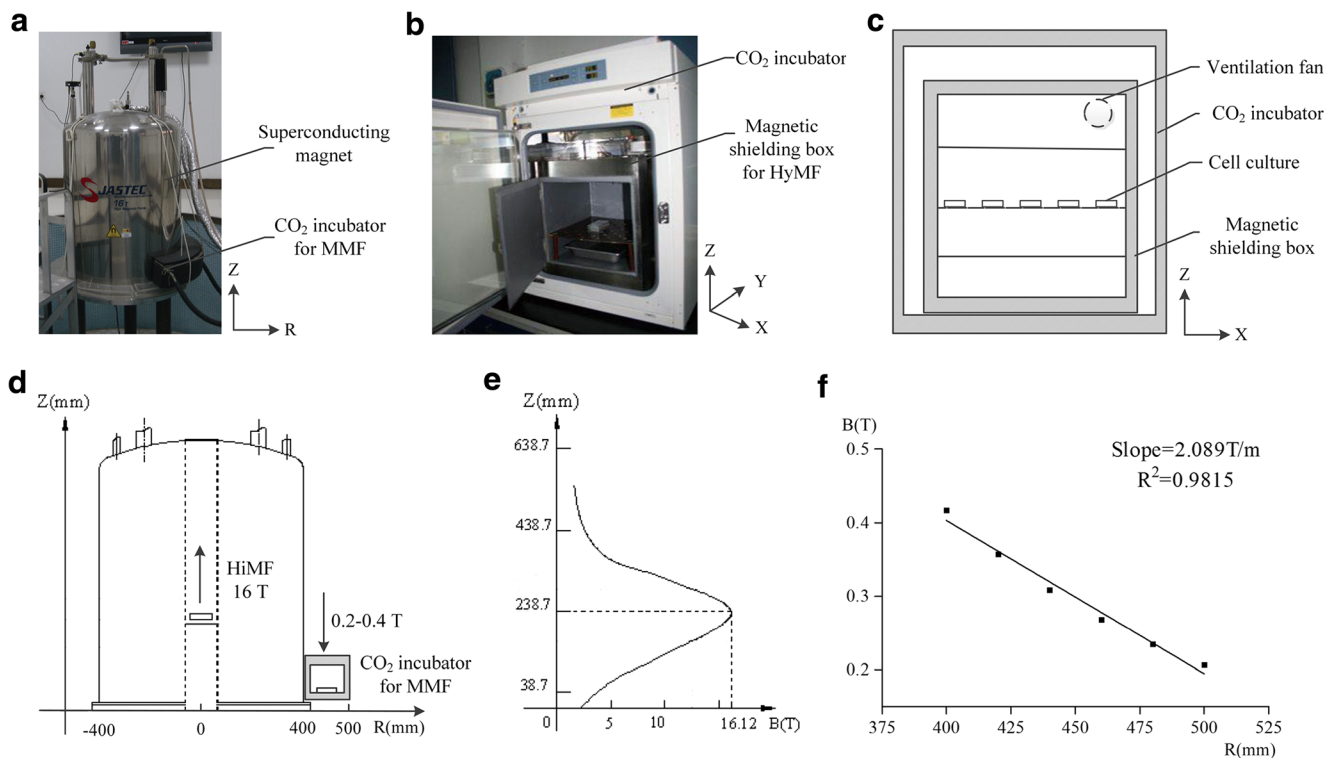 a
JASTEC
16T
Superconducting
magnet
CO2 incubator
for MMF
Z
R
b
CO2 incubator
Magnetic
shielding box
for HyMF
Z
Y
X
c
Ventilation fan
CO2 incubator
Cell culture
Magnetic
shielding box
Z
X
d
Z(mm)
HiMF
16 T
0.2-0.4 T
CO2 incubator
for MMF
-400
0
400
500
R(mm)
e
Z(mm)
638.7
438.7
238.7
38.7
0
5
10
16.12
B(T)
f
B(T)
Slope=2.089T/m
R2=0.9815
0.5
0.4
0.3
0.2
375
400
425
450
475
500
525
R(mm)